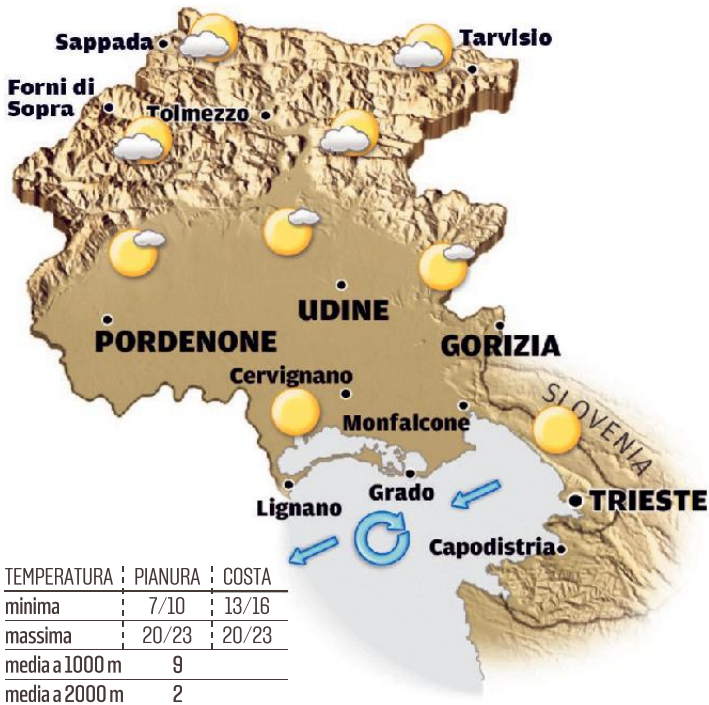 Sappada
Tarvisio
Forni di
Sopra
Tolmezzo
UDINE
PORDENONE
GORIZIA
Cervignano
Monfalcone
SLOVENIA
Lignano
Grado
TRIESTE
Capodistria
TEMPERATURA PIANURA COSTA
minima 7/10 13/16
massima 20/23 20/23
media a 1000 m 9
media a 2000 m 2